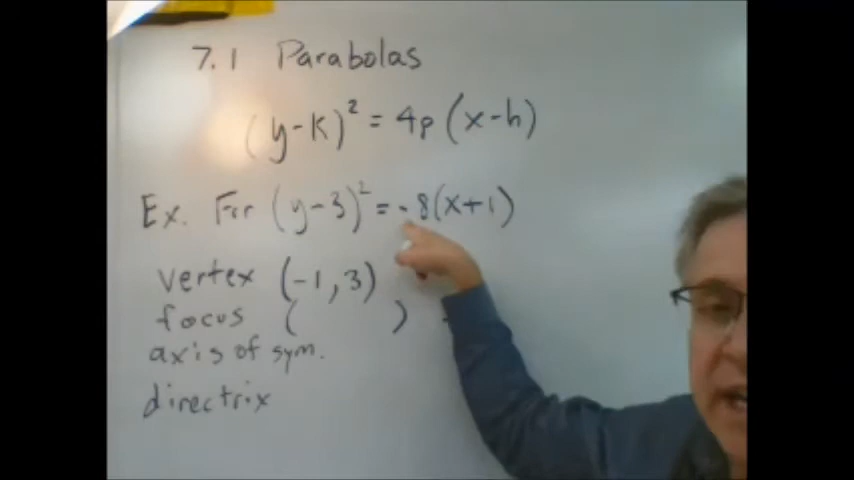 7.1 Parabolas
(y-k)² = 4p(x-h)
Ex. For (y-3)² = -8(x+1)
vertex (-1,3)
focus ( )
axis of sym.
directrix